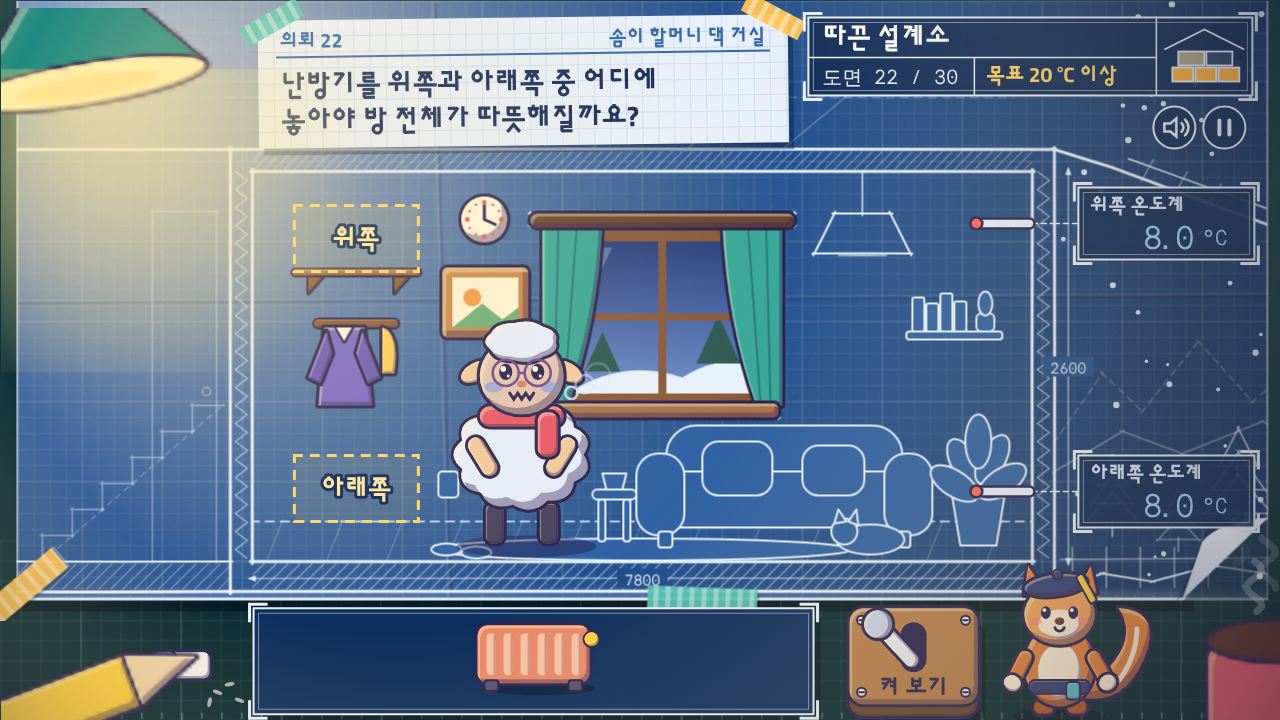 의뢰 22
솜이 할머니 댁 거실
난방기를 위쪽과 아래쪽 중 어디에
놓아야 방 전체가 따뜻해질까요?
따끈 설계소
도면 22 / 30
목표 20 ℃ 이상
위쪽
위쪽 온도계
8.0 ℃
2600
아래쪽
아래쪽 온도계
8.0 ℃
7800
켜 보기